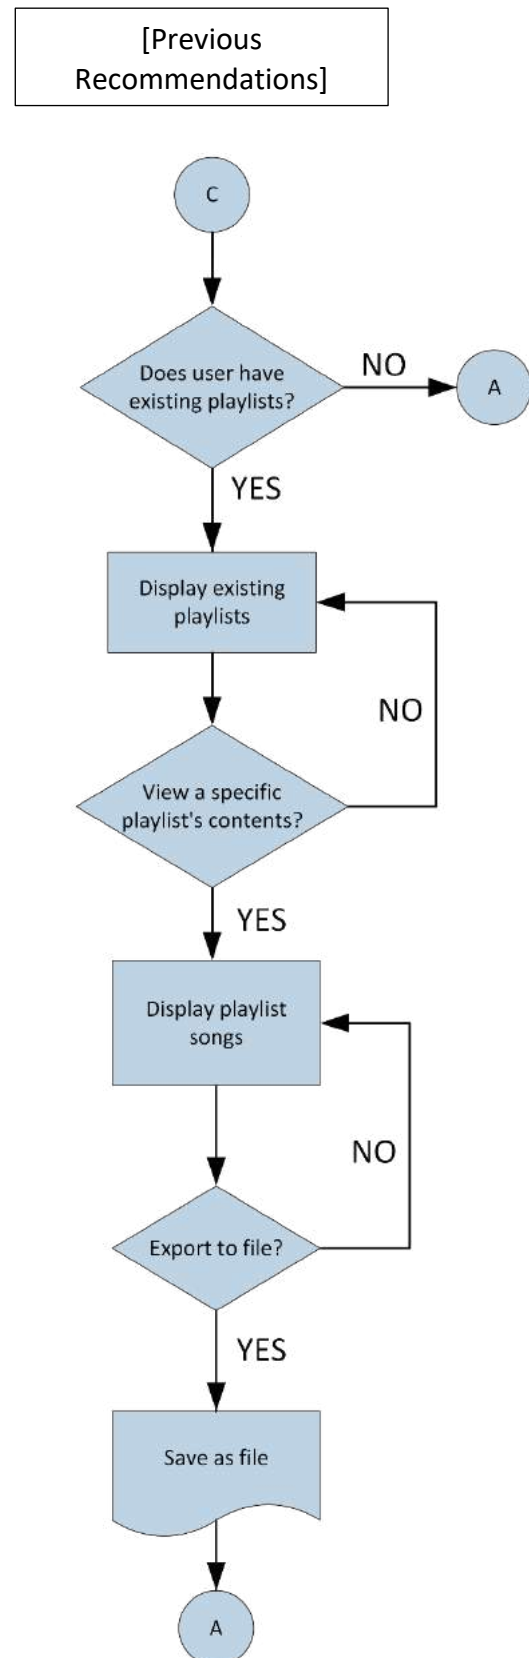 [Previous
Recommendations]
C
Does user have
existing playlists?
NO
A
YES
Display existing
playlists
NO
View a specific
playlist's contents?
YES
Display playlist
songs
NO
Export to file?
YES
Save as file
A